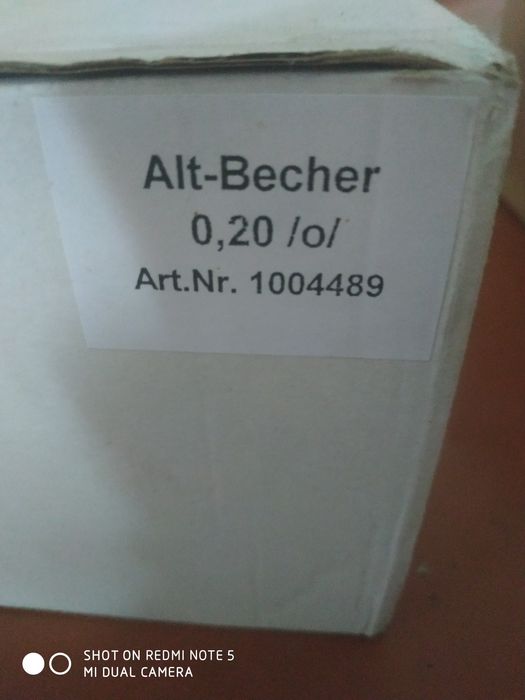 Alt-Becher
0,20 /o/
Art.Nr. 1004489
SHOT ON REDMI NOTE 5
MI DUAL CAMERA